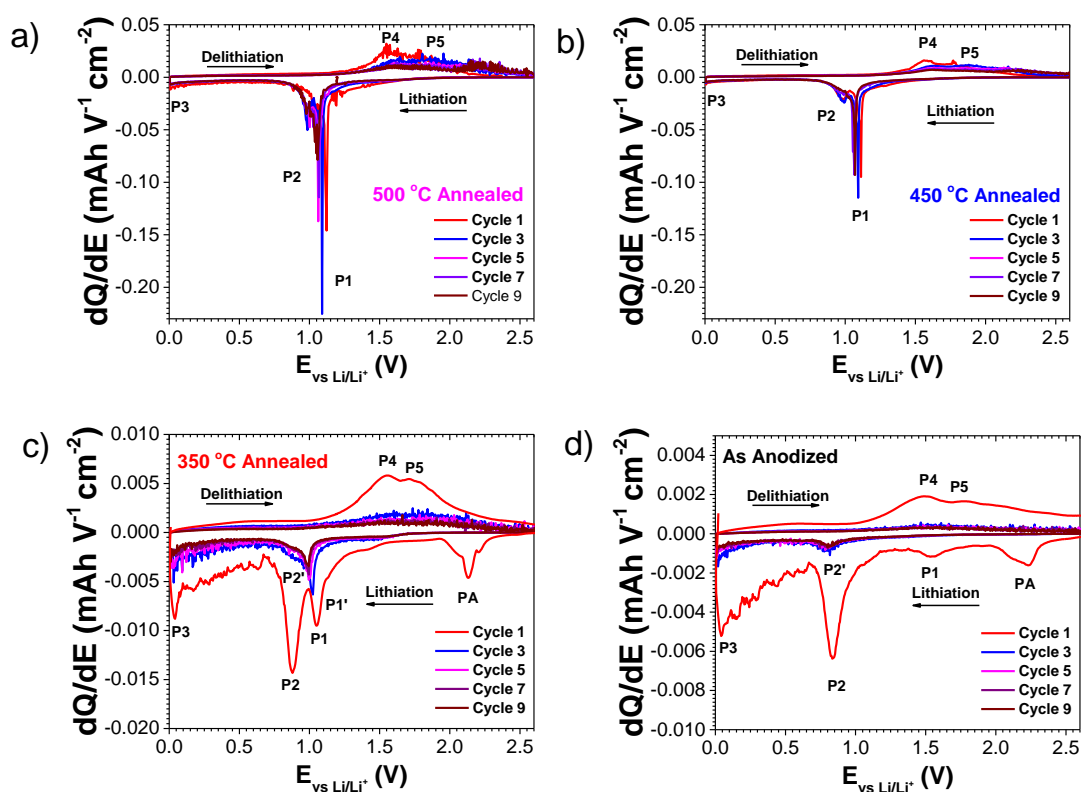 a)
dQ/dE (mAh V⁻¹ cm⁻²)
0.00
-0.05
-0.10
-0.15
-0.20
Delithiation
P4
P5
P3
Lithiation
P2
500 °C Annealed
P1
Cycle 1
Cycle 3
Cycle 5
Cycle 7
Cycle 9
0.0 0.5 1.0 1.5 2.0 2.5
E vs Li/Li⁺ (V)
b)
dQ/dE (mAh V⁻¹ cm⁻²)
0.00
-0.05
-0.10
-0.15
-0.20
Delithiation
P4
P5
P3
Lithiation
P2
450 °C Annealed
P1
Cycle 1
Cycle 3
Cycle 5
Cycle 7
Cycle 9
0.0 0.5 1.0 1.5 2.0 2.5
E vs Li/Li⁺ (V)
c)
dQ/dE (mAh V⁻¹ cm⁻²)
0.010
0.005
0.000
-0.005
-0.010
-0.015
-0.020
350 °C Annealed
P4
P5
Delithiation
P2'
Lithiation
PA
P1'
P3
P1
P2
Cycle 1
Cycle 3
Cycle 5
Cycle 7
Cycle 9
0.0 0.5 1.0 1.5 2.0 2.5
E vs Li/Li⁺ (V)
d)
dQ/dE (mAh V⁻¹ cm⁻²)
0.004
0.002
0.000
-0.002
-0.004
-0.006
-0.008
-0.010
As Anodized
P4
P5
Delithiation
P2'
P1
PA
Lithiation
P3
P2
Cycle 1
Cycle 3
Cycle 5
Cycle 7
Cycle 9
0.0 0.5 1.0 1.5 2.0 2.5
E vs Li/Li⁺ (V)